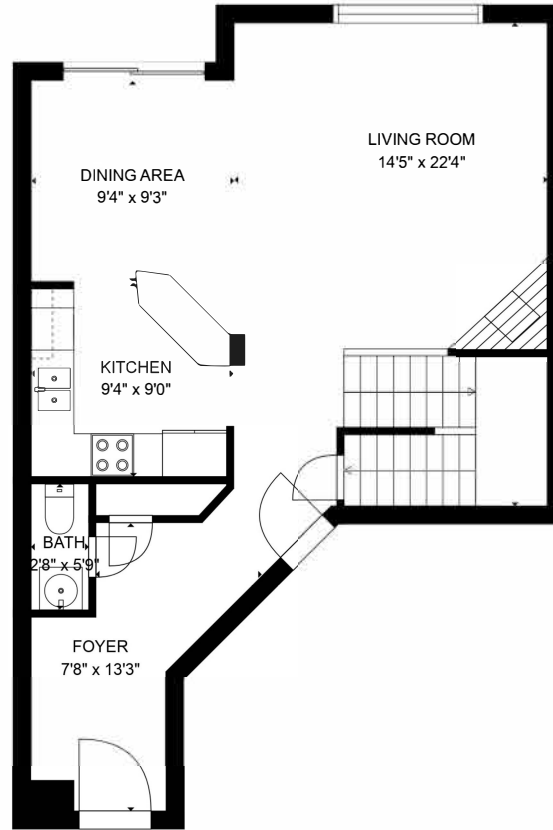 LIVING ROOM
14'5" x 22'4"
DINING AREA
9'4" x 9'3"
KITCHEN
9'4" x 9'0"
BATH
2'8" x 5'9"
FOYER
7'8" x 13'3"